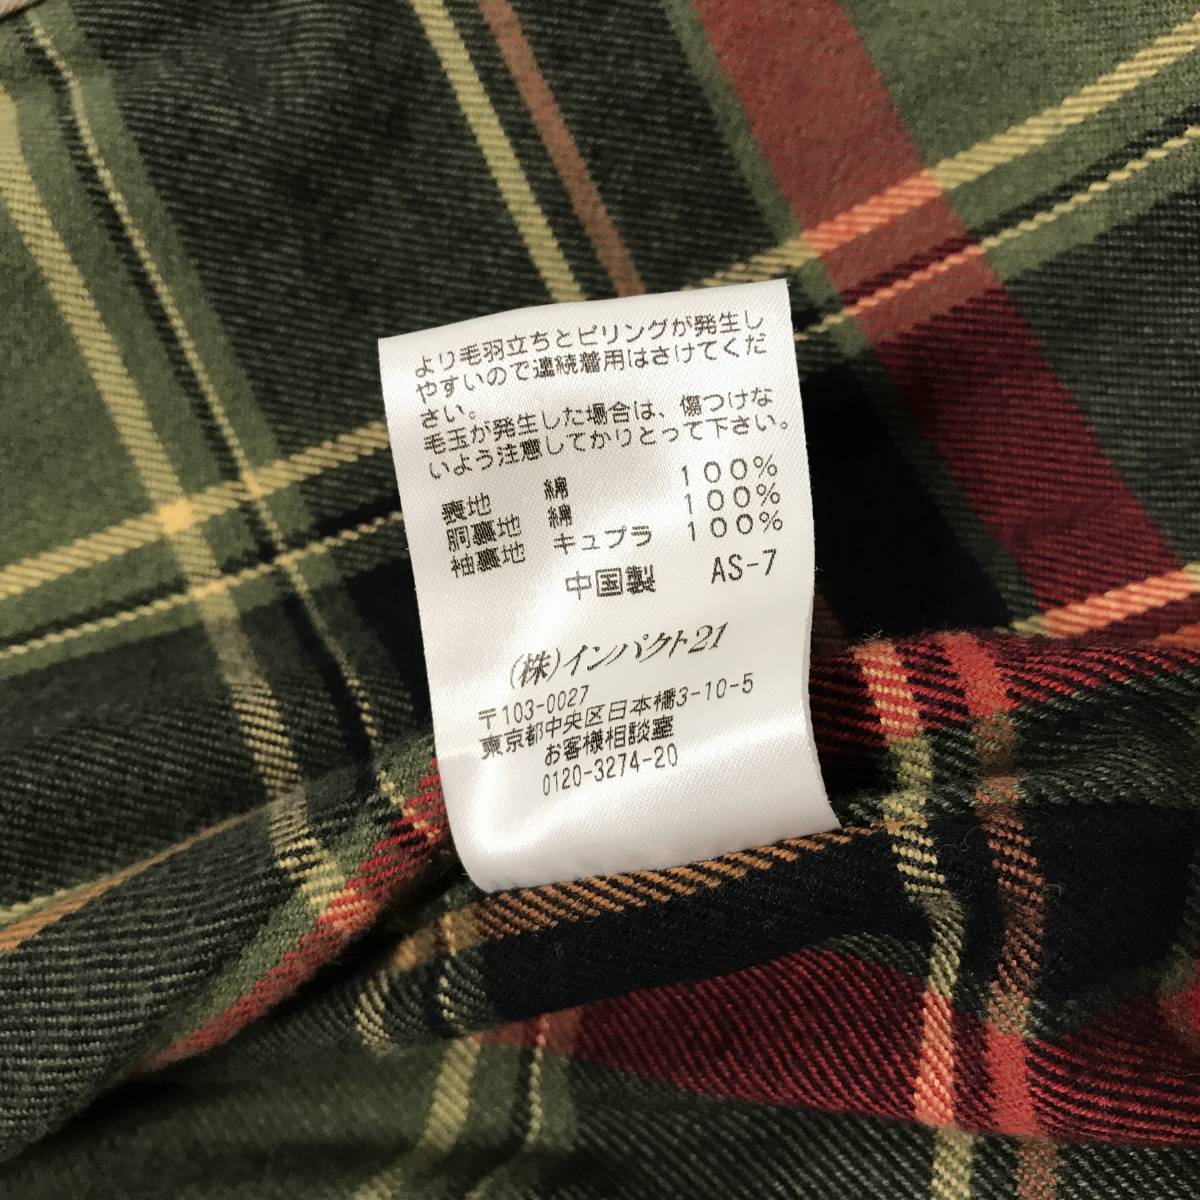 より毛羽立ちとピリングが発生し
やすいので連続着用はさけてくだ
さい。
毛玉が発生した場合は、傷つけな
いよう注意してかりとって下さい。
表地 綿 100%
胴裏地 綿 100%
袖裏地 キュプラ 100%
中国製 AS-7
(株)インパクト21
〒103-0027
東京都中央区日本橋3-10-5
お客様相談室
0120-3274-20